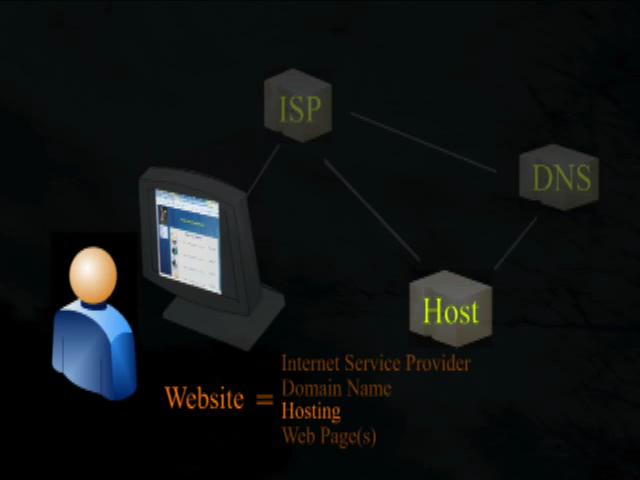 ISP
DNS
Host
Website =
Internet Service Provider
Domain Name
Hosting
Web Page(s)